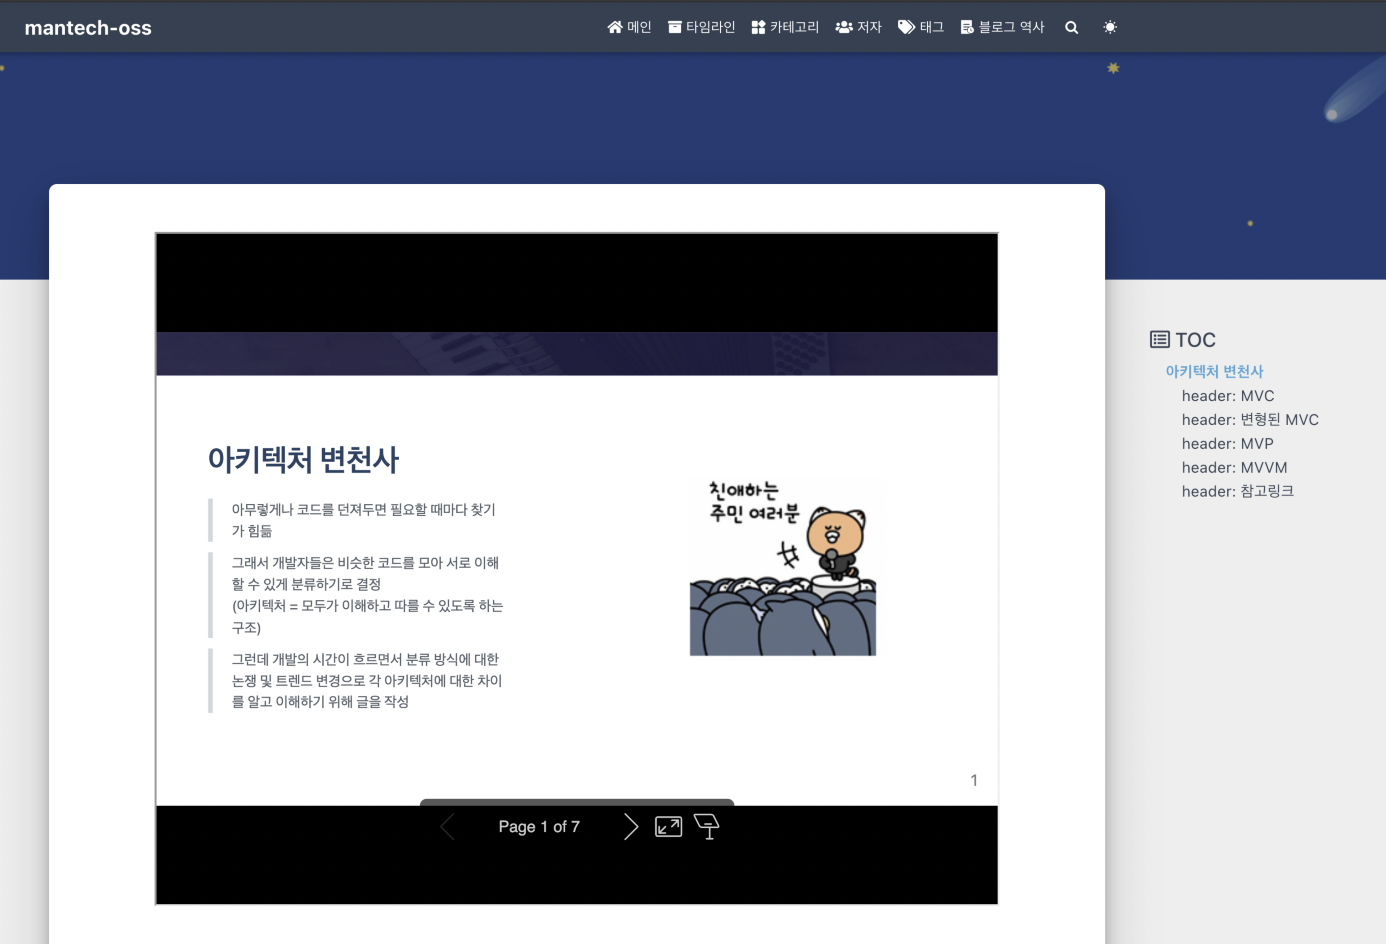 mantech-oss
메인
타임라인
카테고리
저자
태그
블로그 역사
아키텍처 변천사
아무렇게나 코드를 던져두면 필요할 때마다 찾기
가 힘듦
그래서 개발자들은 비슷한 코드를 모아 서로 이해
할 수 있게 분류하기로 결정
(아키텍처 = 모두가 이해하고 따를 수 있도록 하는
구조)
그런데 개발의 시간이 흐르면서 분류 방식에 대한
논쟁 및 트렌드 변경으로 각 아키텍처에 대한 차이
를 알고 이해하기 위해 글을 작성
친애하는
주민 여러분
1
Page 1 of 7
TOC
아키텍처 변천사
header: MVC
header: 변형된 MVC
header: MVP
header: MVVM
header: 참고링크